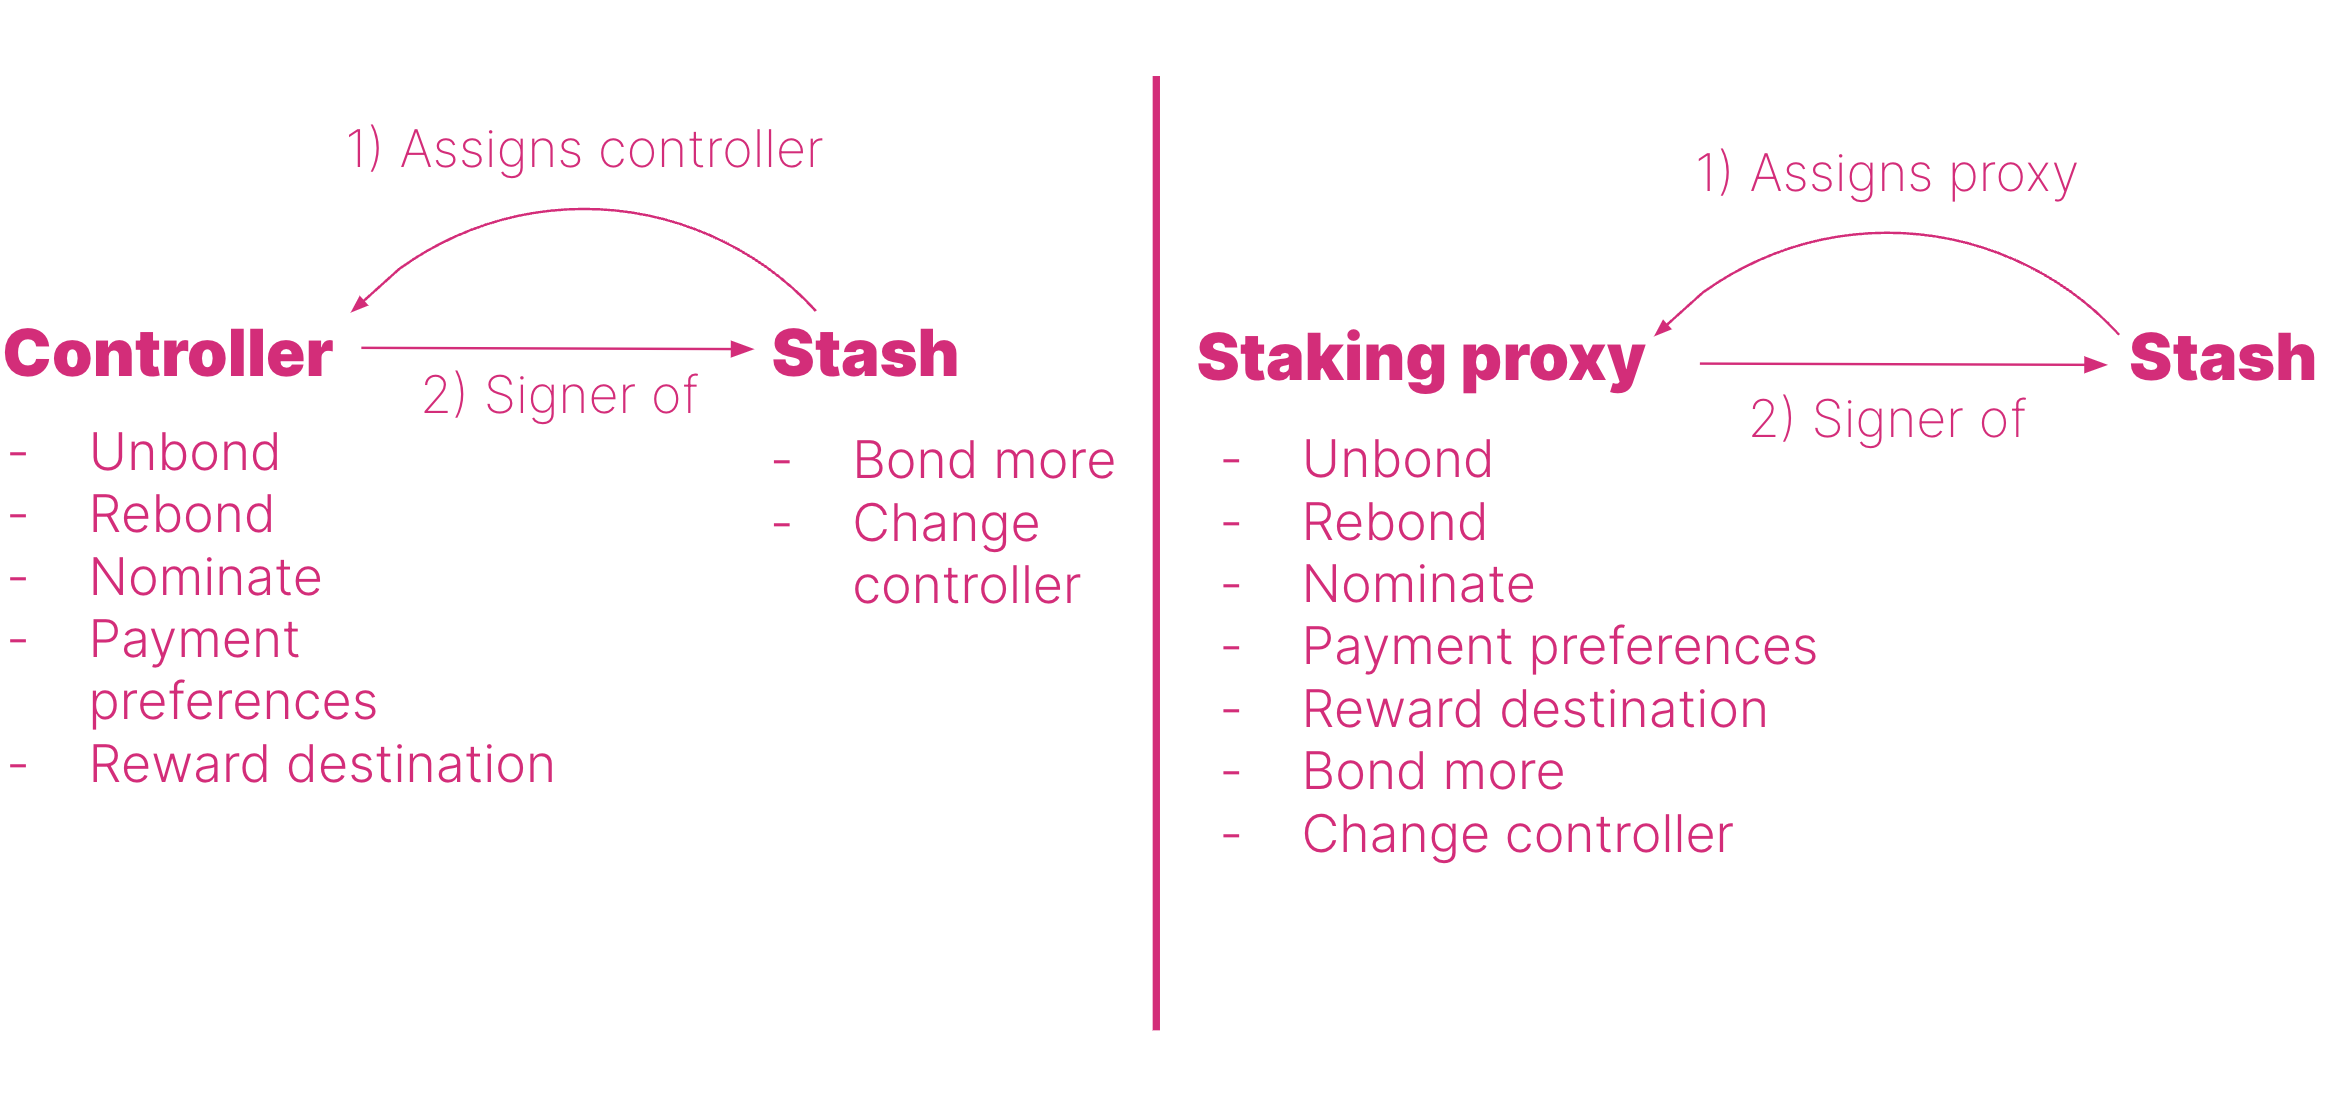 1) Assigns controller
Controller
2) Signer of
Stash
- Unbond
- Rebond
- Nominate
- Payment
preferences
- Reward destination
- Bond more
- Change
controller
1) Assigns proxy
Staking proxy
2) Signer of
Stash
- Unbond
- Rebond
- Nominate
- Payment preferences
- Reward destination
- Bond more
- Change controller